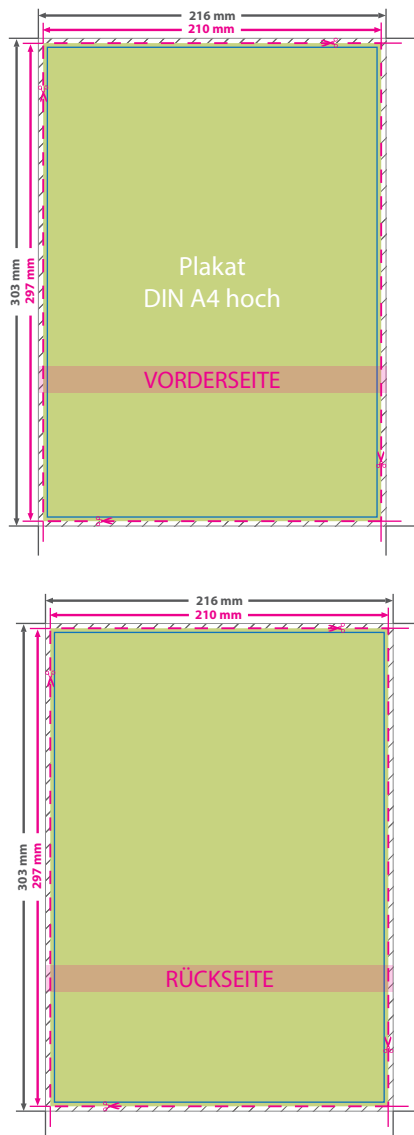 216 mm
210 mm
303 mm
297 mm
Plakat
DIN A4 hoch
VORDERSEITE
216 mm
210 mm
303 mm
297 mm
RÜCKSEITE